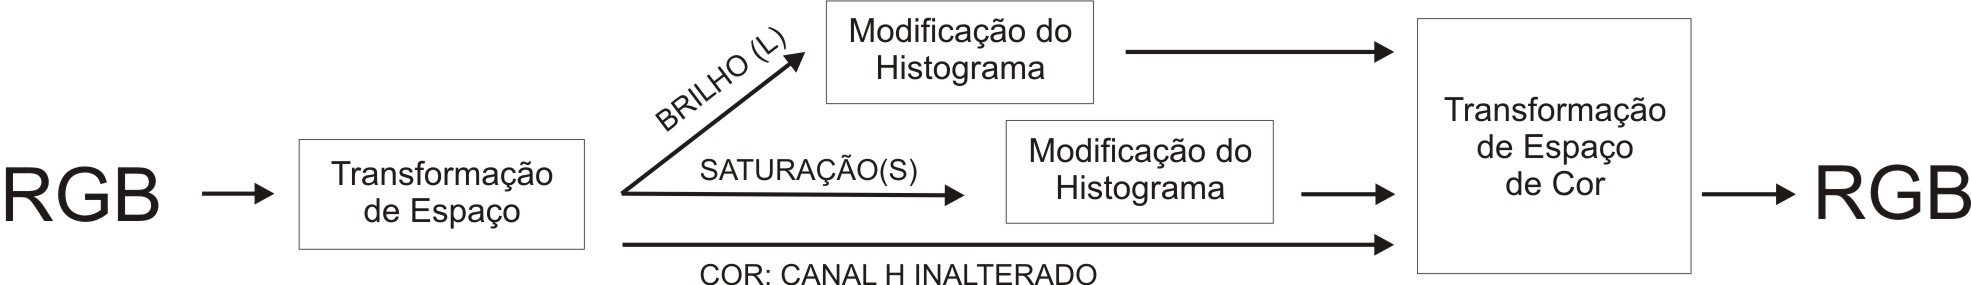 RGB
Transformação
de Espaço
BRILHO (L)
Modificação do
Histograma
SATURAÇÃO(S)
Modificação do
Histograma
COR: CANAL H INALTERADO
Transformação
de Espaço
de Cor
RGB